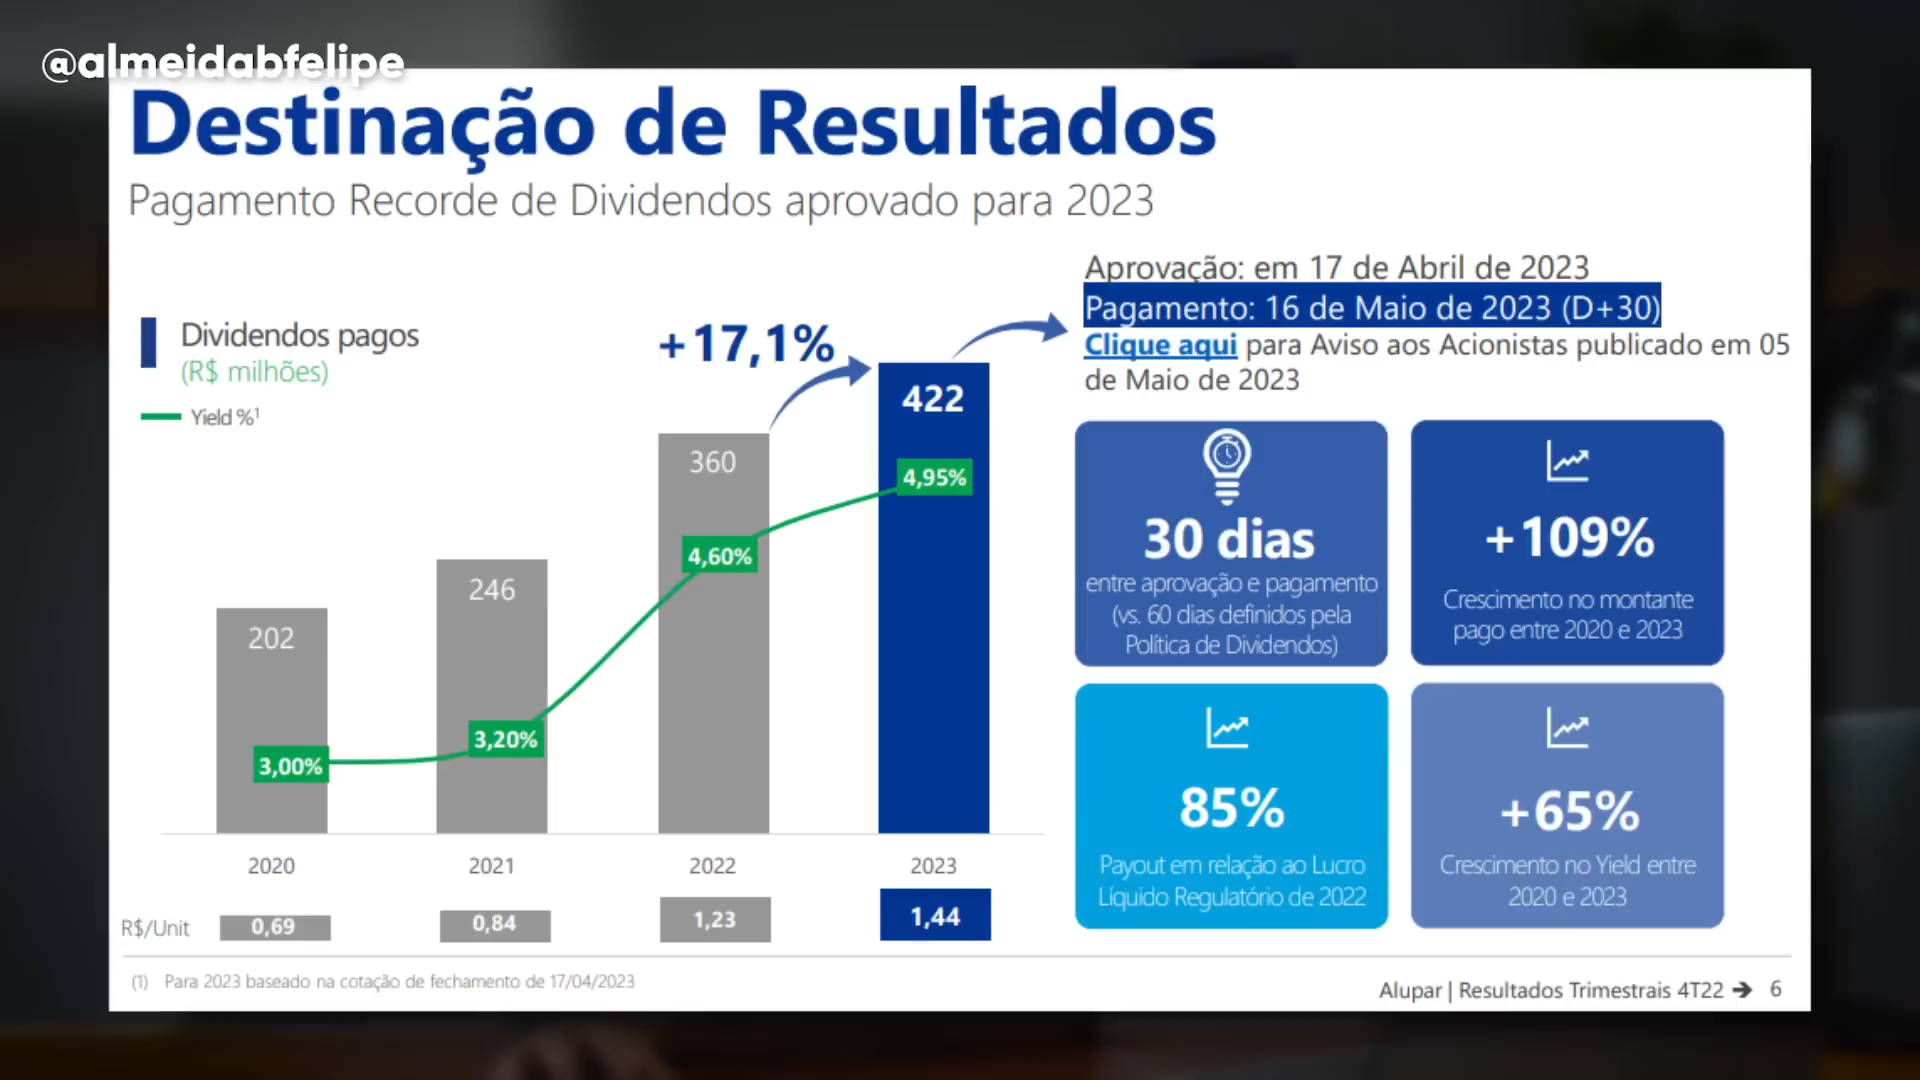 @almeidabfelipe
Destinação de Resultados
Pagamento Recorde de Dividendos aprovado para 2023
Aprovação: em 17 de Abril de 2023
Pagamento: 16 de Maio de 2023 (D+30)
Clique aqui para Aviso aos Acionistas publicado em 05
de Maio de 2023
Dividendos pagos
(R$ milhões)
Yield %¹
+17,1%
422
360
246
202
4,95%
4,60%
3,20%
3,00%
2020 2021 2022 2023
R$/Unit 0,69 0,84 1,23 1,44
30 dias
entre aprovação e pagamento
(vs. 60 dias definidos pela
Política de Dividendos)
+109%
Crescimento no montante
pago entre 2020 e 2023
85%
Payout em relação ao Lucro
Líquido Regulatório de 2022
+65%
Crescimento no Yield entre
2020 e 2023
(1) Para 2023 baseado na cotação de fechamento de 17/04/2023
Alupar | Resultados Trimestrais 4T22 → 6